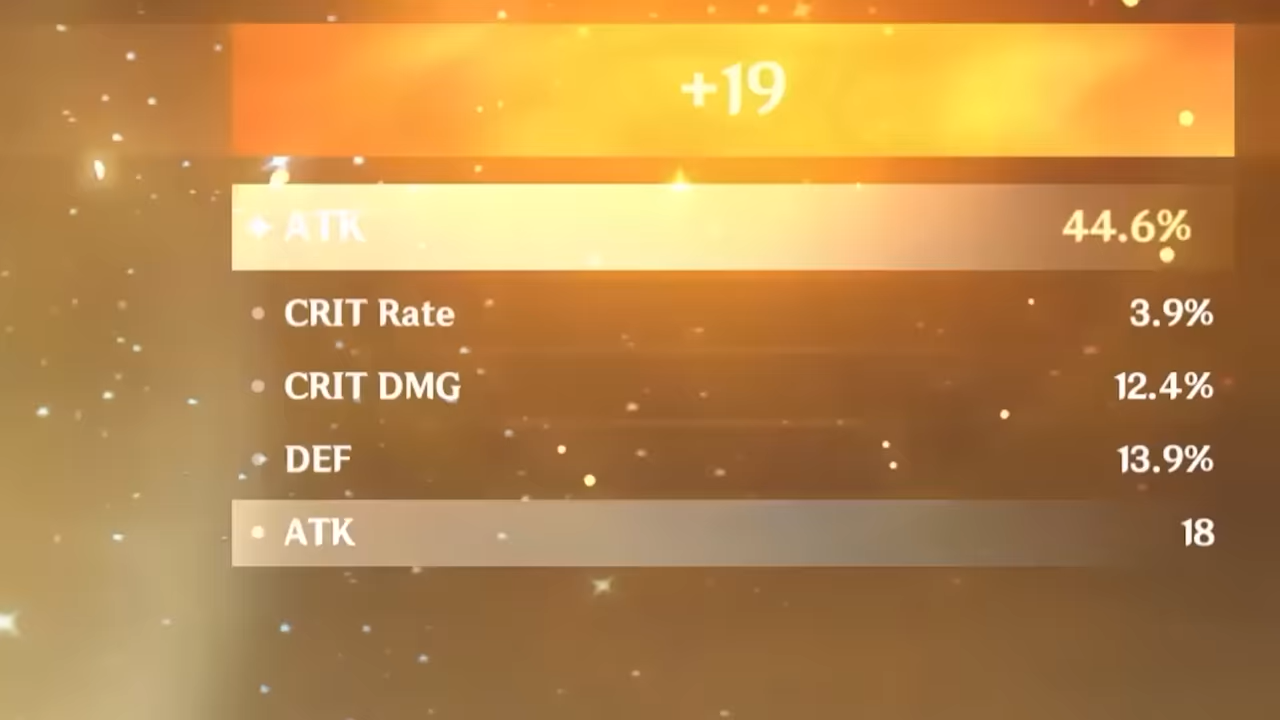 +19
ATK 44.6%
CRIT Rate 3.9%
CRIT DMG 12.4%
DEF 13.9%
ATK 18